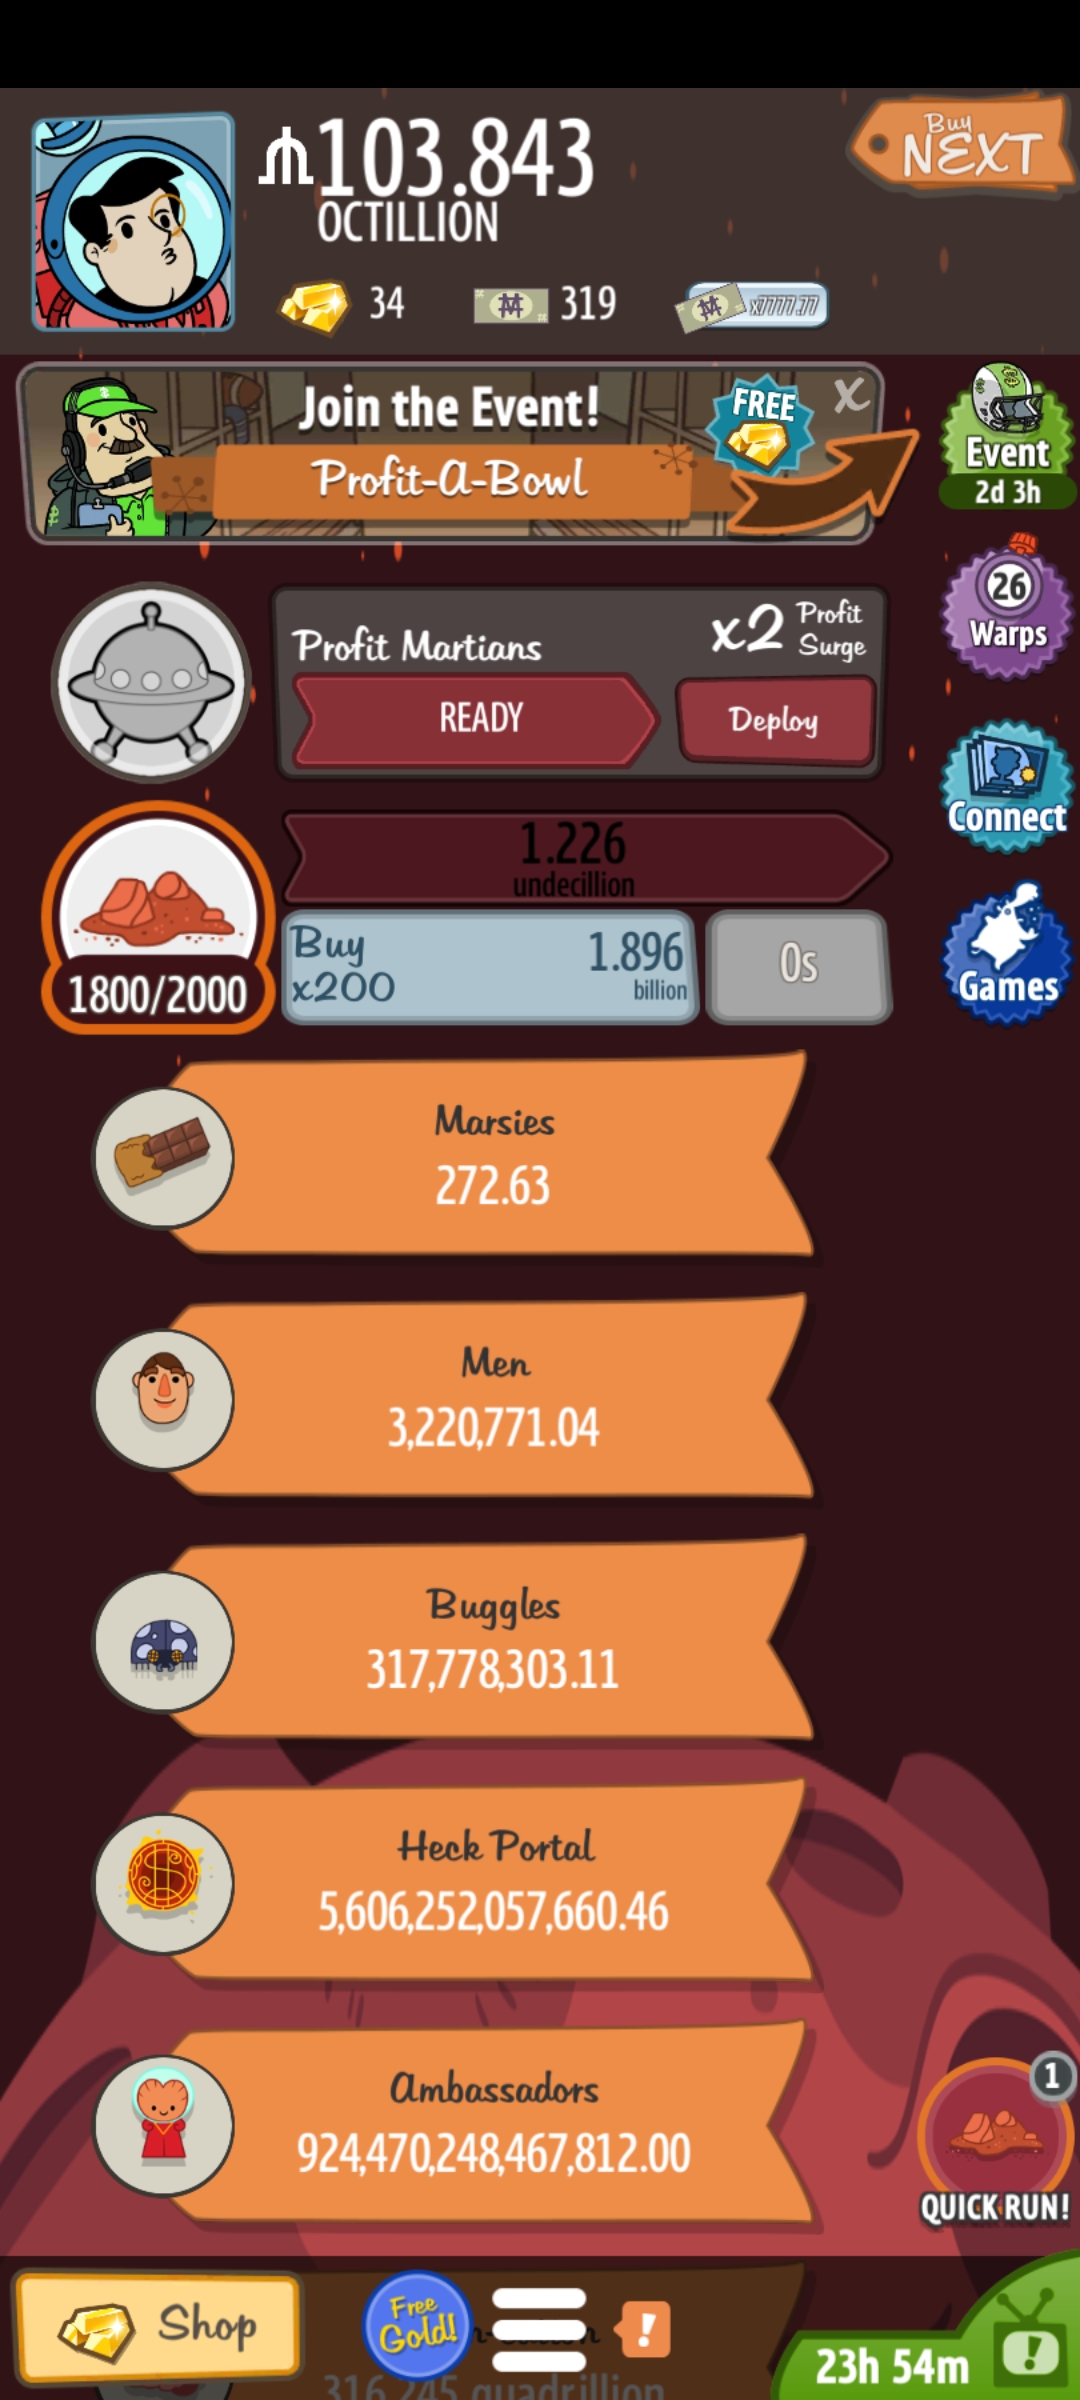 103.843
OCTILLION
Buy
NEXT
34
319
x7777.77
Join the Event!
Profit-A-Bowl
FREE
Event
2d 3h
Profit Martians
x2 Profit Surge
READY
Deploy
26
Warps
1.226
undecillion
Connect
1800/2000
Buy
x200
1.896
billion
0s
Games
Marsies
272.63
Men
3,220,771.04
Buggles
317,778,303.11
Heck Portal
5,606,252,057,660.46
Ambassadors
924,470,248,467,812.00
1
QUICK RUN!
Shop
Free
Gold!
!
23h 54m
316.245 quadrillion